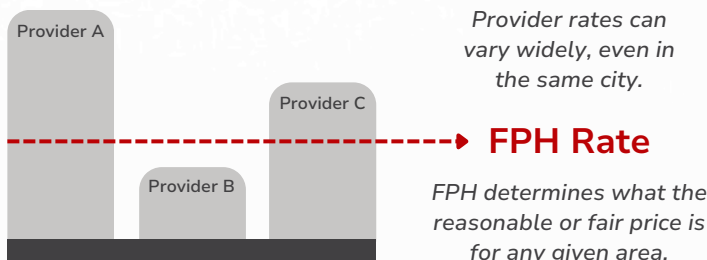 Provider A
Provider B
Provider C
Provider rates can
vary widely, even in
the same city.
FPH Rate
FPH determines what the
reasonable or fair price is
for any given area.